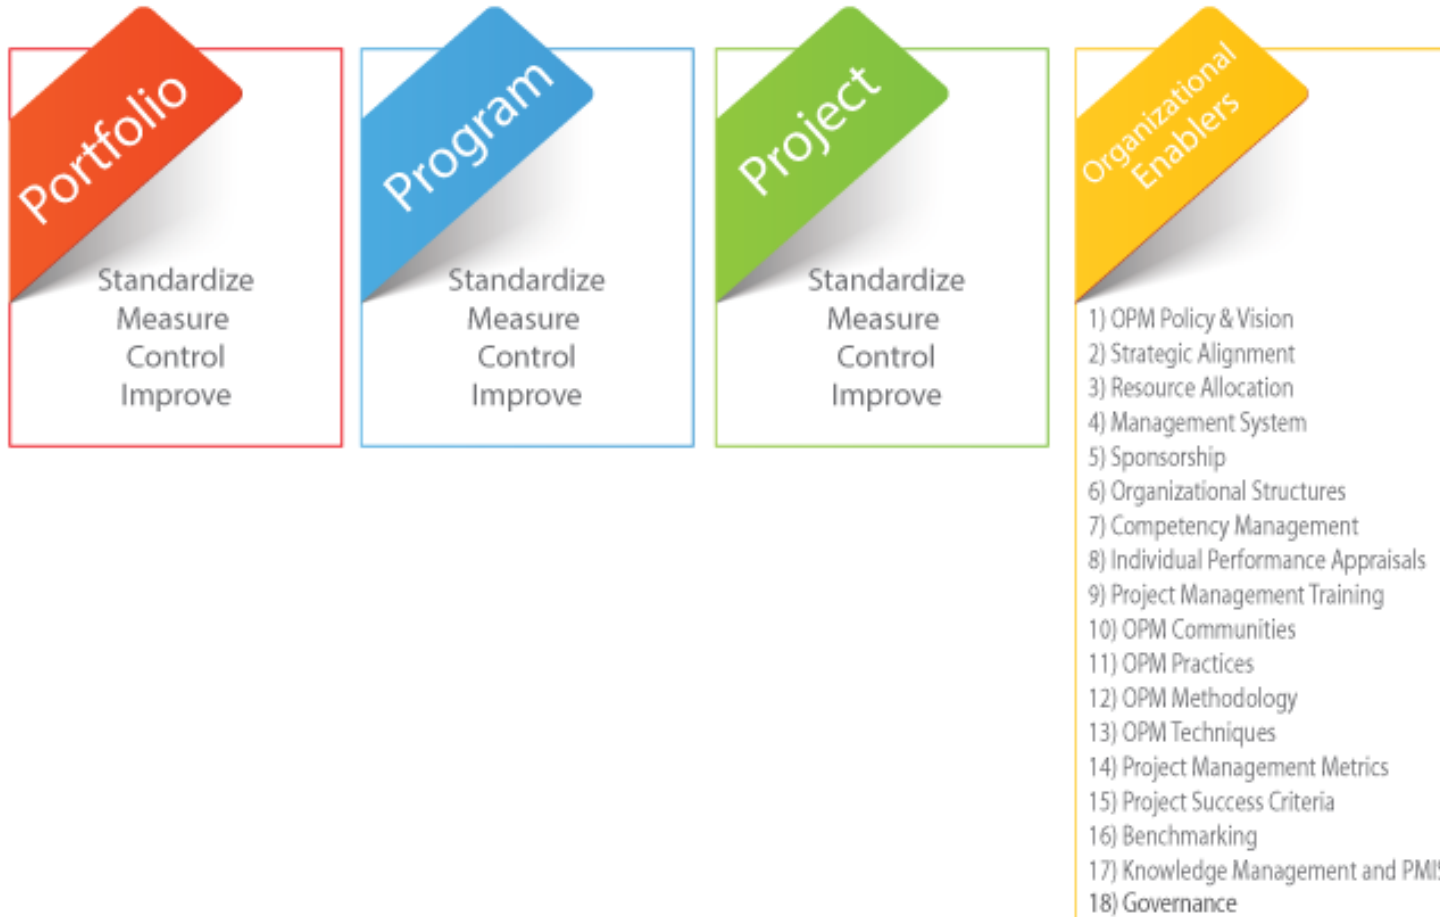 Portfolio
Standardize
Measure
Control
Improve
Program
Standardize
Measure
Control
Improve
Project
Standardize
Measure
Control
Improve
Organizational
Enablers
1) OPM Policy & Vision
2) Strategic Alignment
3) Resource Allocation
4) Management System
5) Sponsorship
6) Organizational Structures
7) Competency Management
8) Individual Performance Appraisals
9) Project Management Training
10) OPM Communities
11) OPM Practices
12) OPM Methodology
13) OPM Techniques
14) Project Management Metrics
15) Project Success Criteria
16) Benchmarking
17) Knowledge Management and PMIS
18) Governance